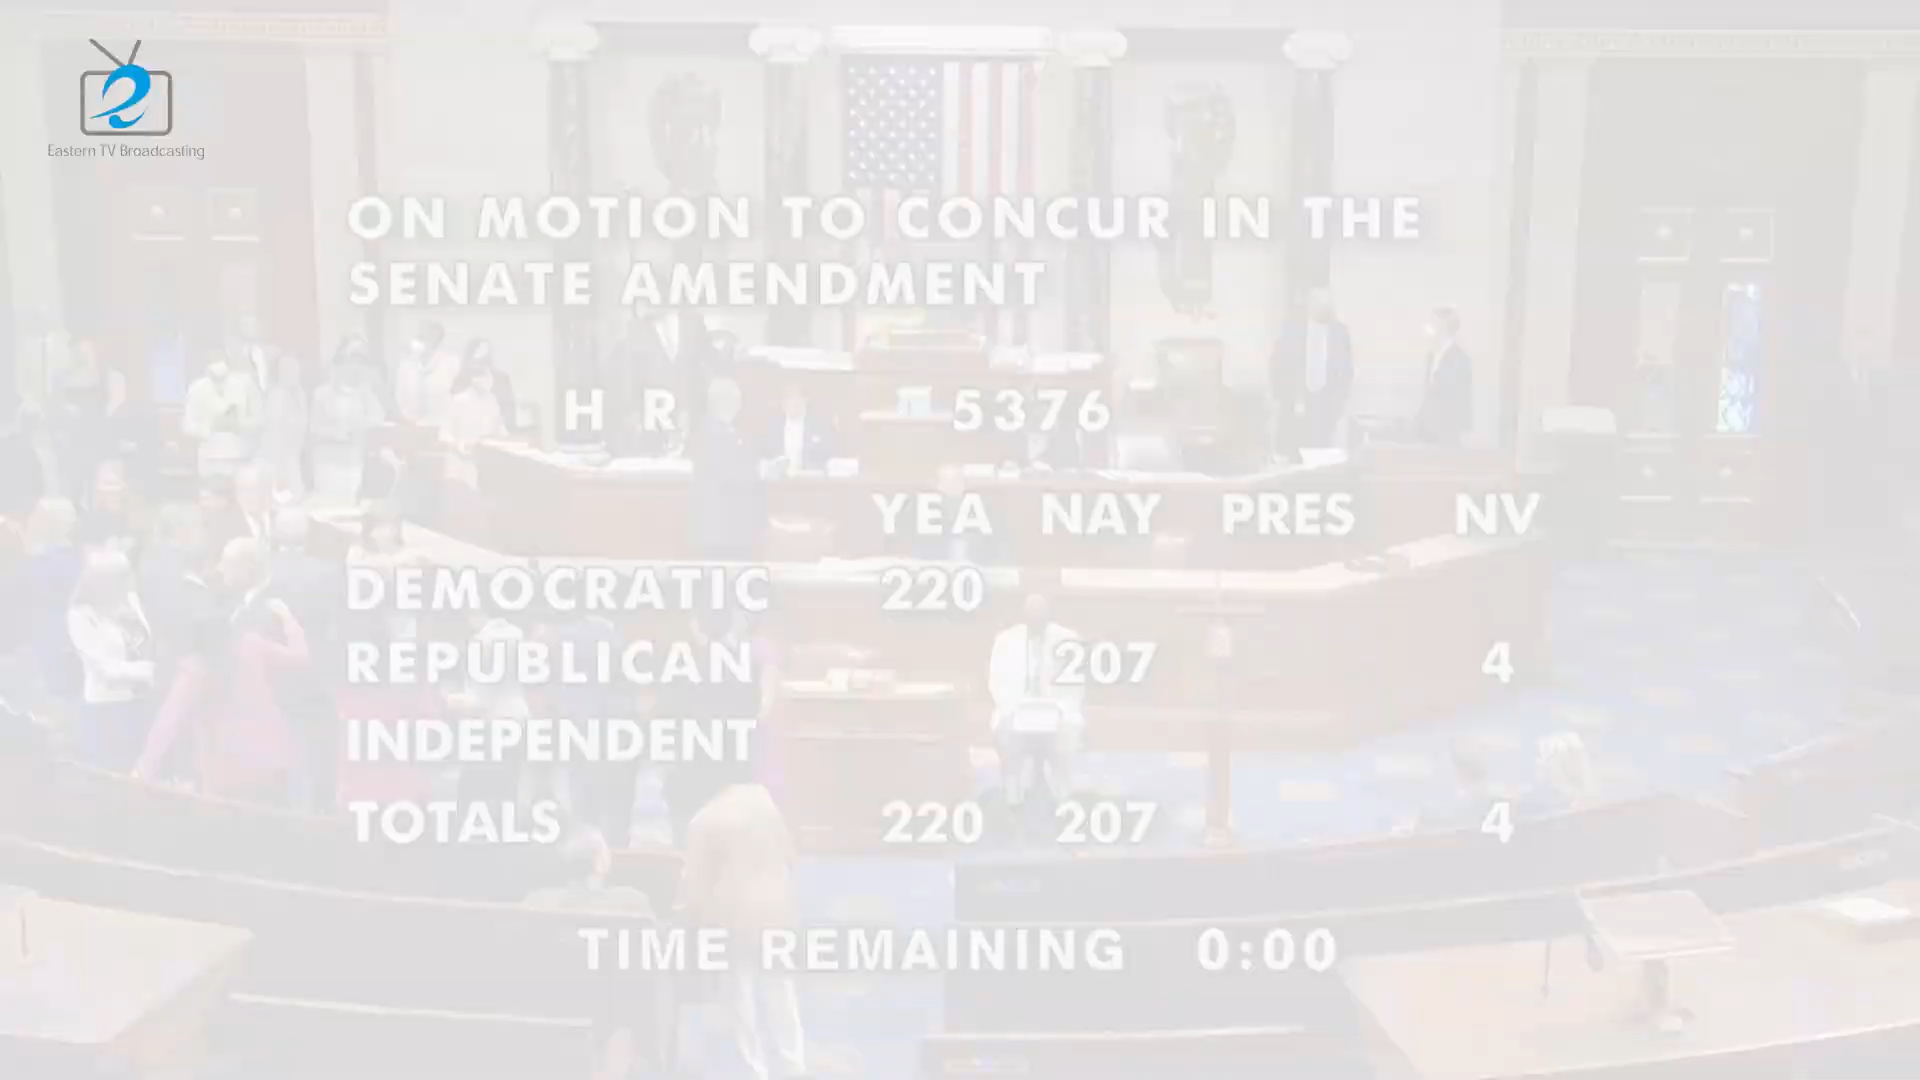 Eastern TV Broadcasting
ON MOTION TO CONCUR IN THE
SENATE AMENDMENT
H R 5376
YEA NAY PRES NV
DEMOCRATIC 220
REPUBLICAN 207 4
INDEPENDENT
TOTALS 220 207 4
TIME REMAINING 0:00